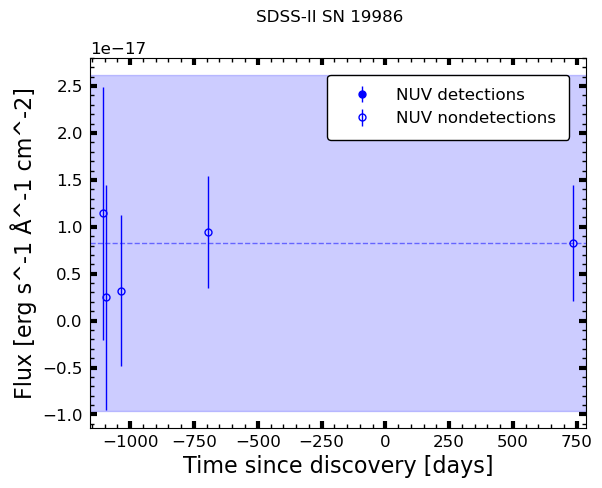 SDSS-II SN 19986
1e−17
NUV detections
NUV nondetections
2.5
2.0
1.5
1.0
0.5
0.0
−0.5
−1.0
Flux [erg s^-1 Å^-1 cm^-2]
−1000 −750 −500 −250 0 250 500 750
Time since discovery [days]